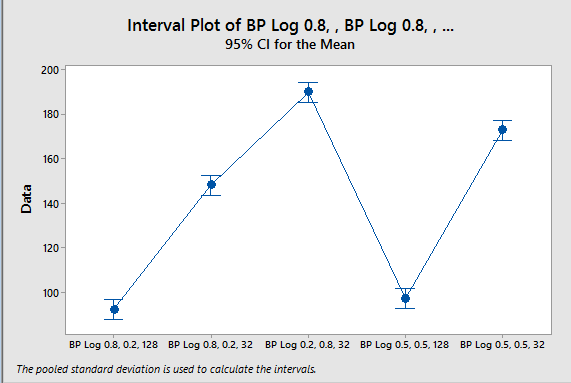 Interval Plot of BP Log 0.8, , BP Log 0.8, , ...
95% CI for the Mean
200
180
160
140
120
100
Data
BP Log 0.8, 0.2, 128 BP Log 0.8, 0.2, 32 BP Log 0.2, 0.8, 32 BP Log 0.5, 0.5, 128 BP Log 0.5, 0.5, 32
The pooled standard deviation is used to calculate the intervals.